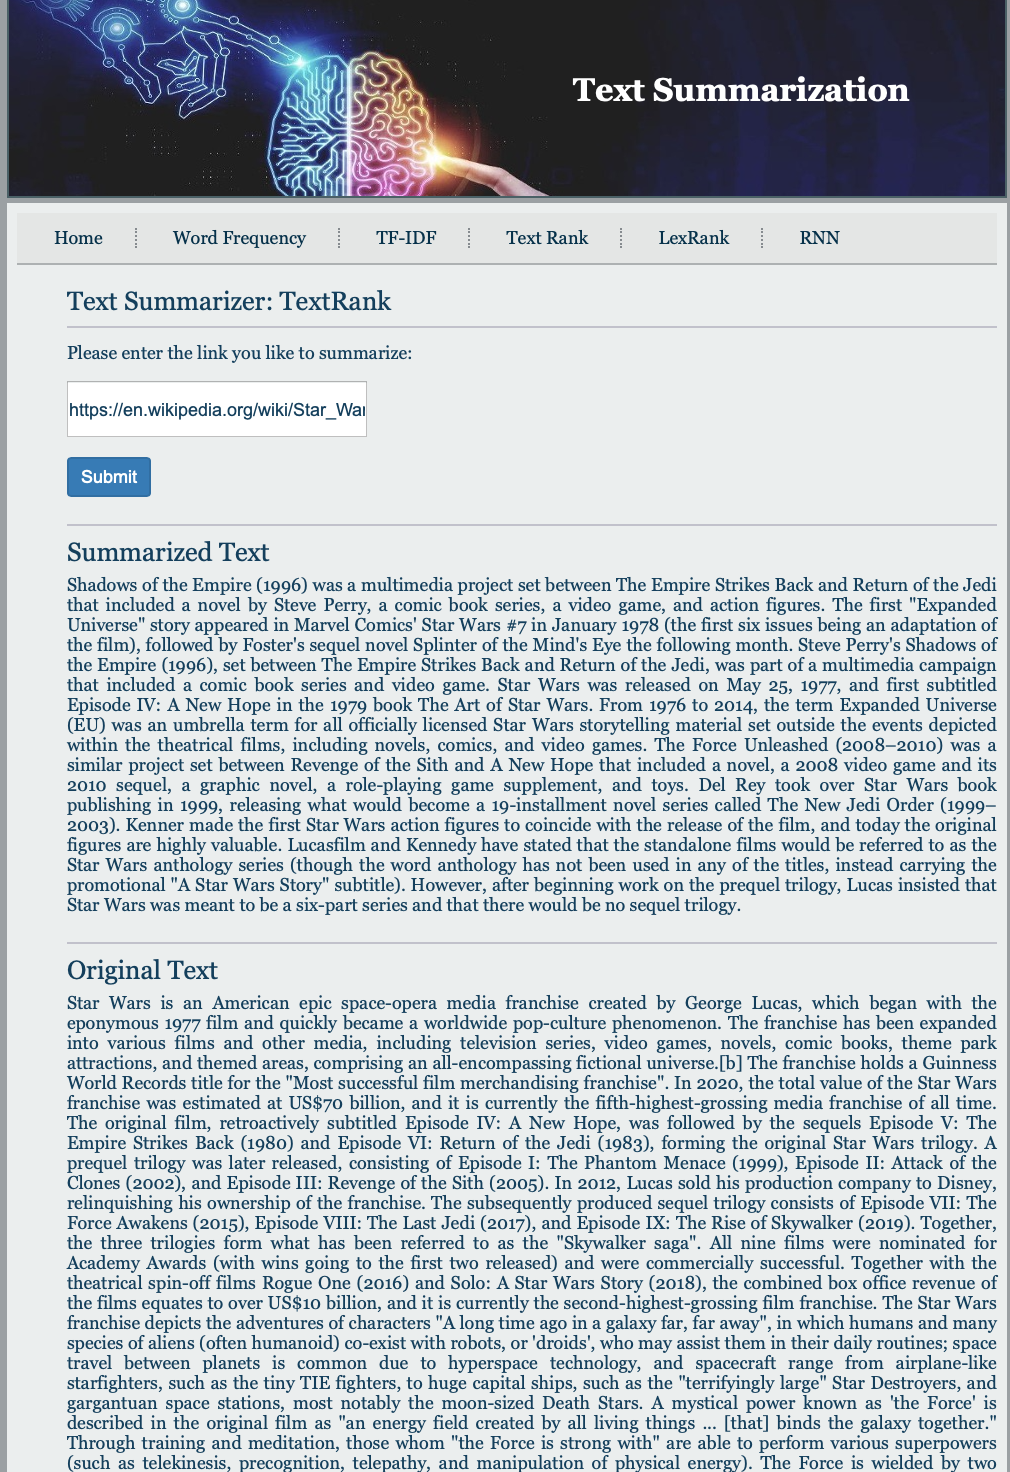 Text Summarization
Home
Word Frequency
TF-IDF
Text Rank
LexRank
RNN
Text Summarizer: TextRank
Please enter the link you like to summarize:
https://en.wikipedia.org/wiki/Star_War
Submit
Summarized Text
Shadows of the Empire (1996) was a multimedia project set between The Empire Strikes Back and Return of the Jedi
that included a novel by Steve Perry, a comic book series, a video game, and action figures. The first "Expanded
Universe" story appeared in Marvel Comics' Star Wars #7 in January 1978 (the first six issues being an adaptation of
the film), followed by Foster's sequel novel Splinter of the Mind's Eye the following month. Steve Perry's Shadows of
the Empire (1996), set between The Empire Strikes Back and Return of the Jedi, was part of a multimedia campaign
that included a comic book series and video game. Star Wars was released on May 25, 1977, and first subtitled
Episode IV: A New Hope in the 1979 book The Art of Star Wars. From 1976 to 2014, the term Expanded Universe
(EU) was an umbrella term for all officially licensed Star Wars storytelling material set outside the events depicted
within the theatrical films, including novels, comics, and video games. The Force Unleashed (2008–2010) was a
similar project set between Revenge of the Sith and A New Hope that included a novel, a 2008 video game and its
2010 sequel, a graphic novel, a role-playing game supplement, and toys. Del Rey took over Star Wars book
publishing in 1999, releasing what would become a 19-installment novel series called The New Jedi Order (1999–
2003). Kenner made the first Star Wars action figures to coincide with the release of the film, and today the original
figures are highly valuable. Lucasfilm and Kennedy have stated that the standalone films would be referred to as the
Star Wars anthology series (though the word anthology has not been used in any of the titles, instead carrying the
promotional "A Star Wars Story" subtitle). However, after beginning work on the prequel trilogy, Lucas insisted that
Star Wars was meant to be a six-part series and that there would be no sequel trilogy.
Original Text
Star Wars is an American epic space-opera media franchise created by George Lucas, which began with the
eponymous 1977 film and quickly became a worldwide pop-culture phenomenon. The franchise has been expanded
into various films and other media, including television series, video games, novels, comic books, theme park
attractions, and themed areas, comprising an all-encompassing fictional universe.[b] The franchise holds a Guinness
World Records title for the "Most successful film merchandising franchise". In 2020, the total value of the Star Wars
franchise was estimated at US$70 billion, and it is currently the fifth-highest-grossing media franchise of all time.
The original film, retroactively subtitled Episode IV: A New Hope, was followed by the sequels Episode V: The
Empire Strikes Back (1980) and Episode VI: Return of the Jedi (1983), forming the original Star Wars trilogy. A
prequel trilogy was later released, consisting of Episode I: The Phantom Menace (1999), Episode II: Attack of the
Clones (2002), and Episode III: Revenge of the Sith (2005). In 2012, Lucas sold his production company to Disney,
relinquishing his ownership of the franchise. The subsequently produced sequel trilogy consists of Episode VII: The
Force Awakens (2015), Episode VIII: The Last Jedi (2017), and Episode IX: The Rise of Skywalker (2019). Together,
the three trilogies form what has been referred to as the "Skywalker saga". All nine films were nominated for
Academy Awards (with wins going to the first two released) and were commercially successful. Together with the
theatrical spin-off films Rogue One (2016) and Solo: A Star Wars Story (2018), the combined box office revenue of
the films equates to over US$10 billion, and it is currently the second-highest-grossing film franchise. The Star Wars
franchise depicts the adventures of characters "A long time ago in a galaxy far, far away", in which humans and many
species of aliens (often humanoid) co-exist with robots, or 'droids', who may assist them in their daily routines; space
travel between planets is common due to hyperspace technology, and spacecraft range from airplane-like
starfighters, such as the tiny TIE fighters, to huge capital ships, such as the "terrifyingly large" Star Destroyers, and
gargantuan space stations, most notably the moon-sized Death Stars. A mystical power known as 'the Force' is
described in the original film as "an energy field created by all living things ... [that] binds the galaxy together."
Through training and meditation, those whom "the Force is strong with" are able to perform various superpowers
(such as telekinesis, precognition, telepathy, and manipulation of physical energy). The Force is wielded by two